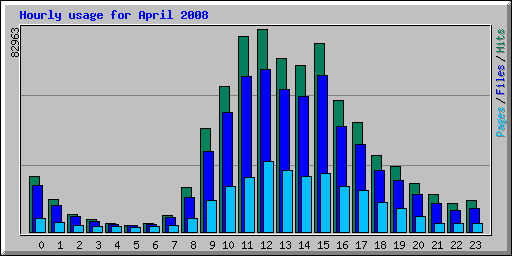 Hourly usage for April 2008
82963
Pages / Files / Hits
0 1 2 3 4 5 6 7 8 9 10 11 12 13 14 15 16 17 18 19 20 21 22 23